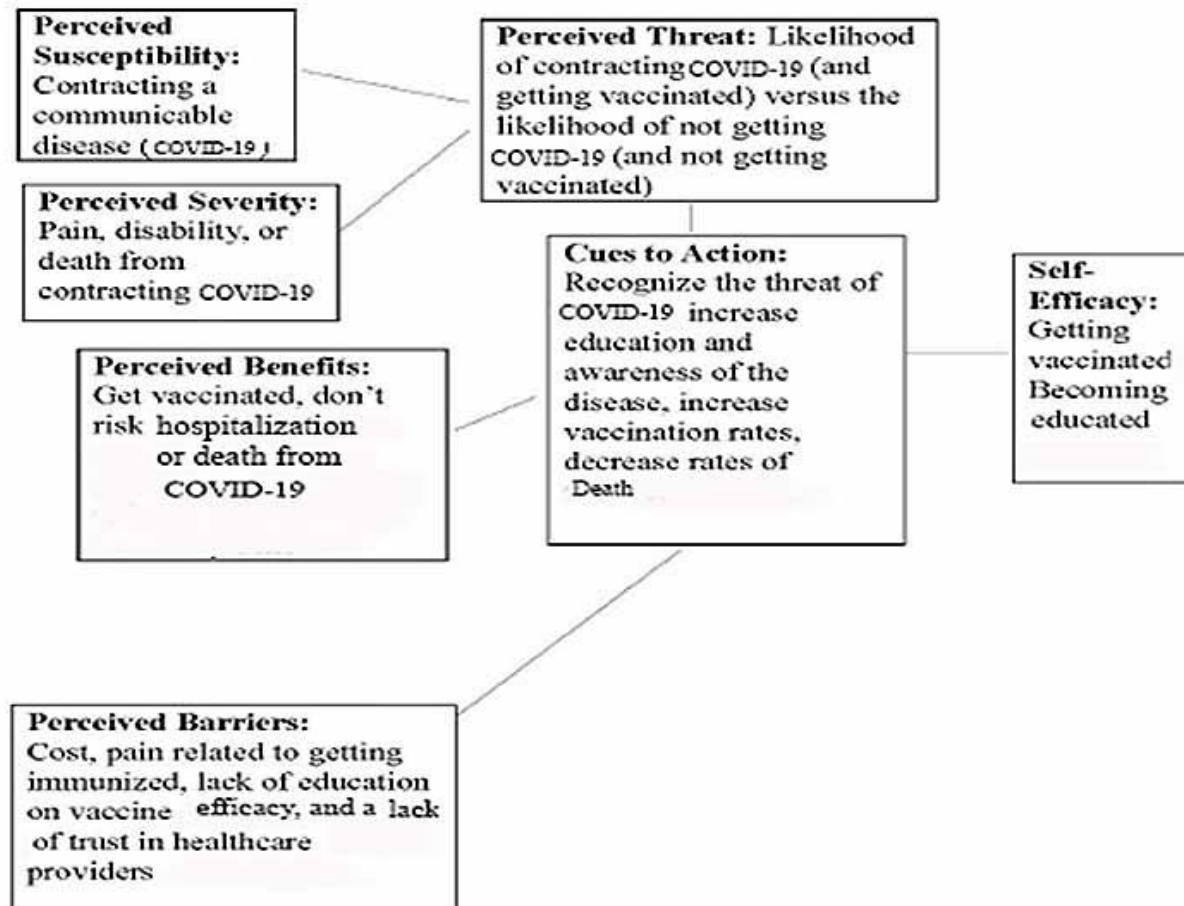 Perceived
Susceptibility:
Contracting a
communicable
disease (COVID-19)
Perceived Threat: Likelihood
of contracting COVID-19 (and
getting vaccinated) versus the
likelihood of not getting
COVID-19 (and not getting
vaccinated)
Perceived Severity:
Pain, disability, or
death from
contracting COVID-19
Cues to Action:
Recognize the threat of
COVID-19 increase
education and
awareness of the
disease, increase
vaccination rates,
decrease rates of
Death
Self-
Efficacy:
Getting
vaccinated
Becoming
educated
Perceived Benefits:
Get vaccinated, don't
risk hospitalization
or death from
COVID-19
Perceived Barriers:
Cost, pain related to getting
immunized, lack of education
on vaccine efficacy, and a lack
of trust in healthcare
providers